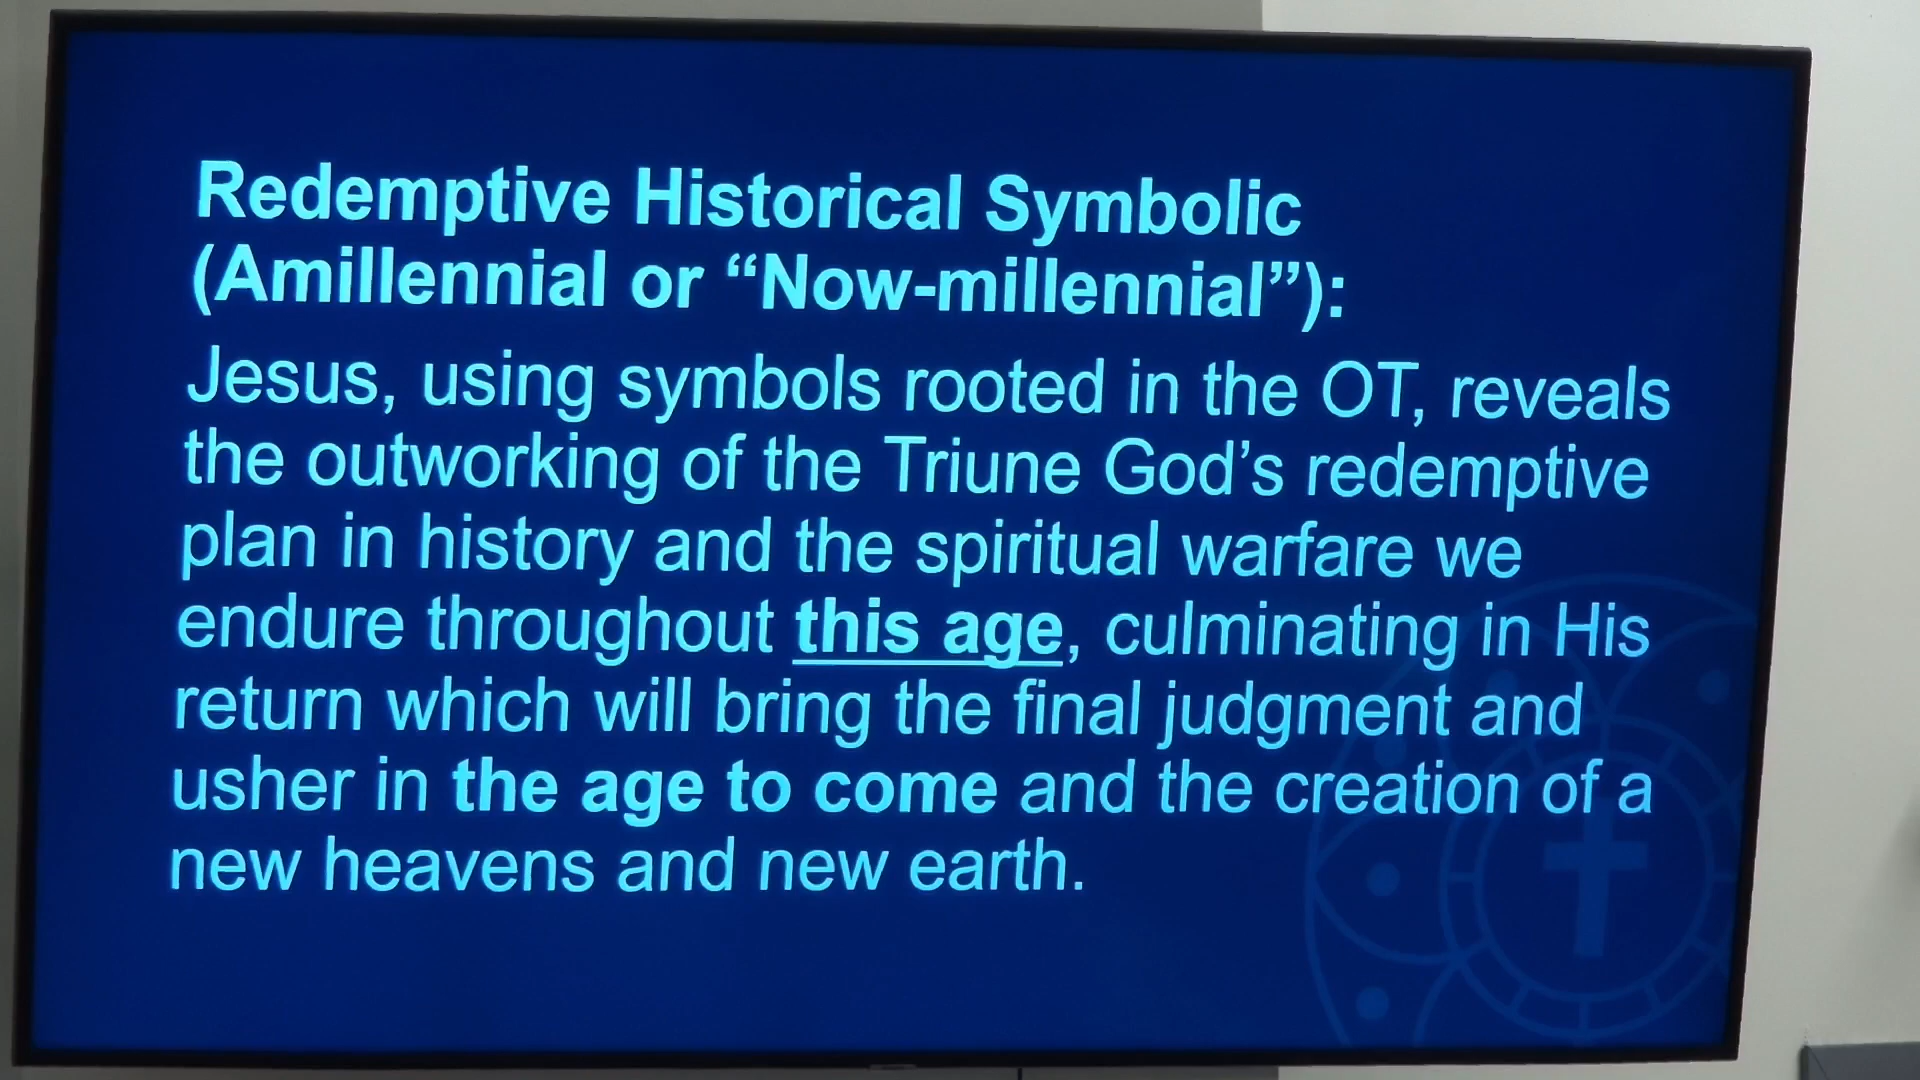 Redemptive Historical Symbolic
(Amillennial or “Now-millennial”):
Jesus, using symbols rooted in the OT, reveals
the outworking of the Triune God’s redemptive
plan in history and the spiritual warfare we
endure throughout this age, culminating in His
return which will bring the final judgment and
usher in the age to come and the creation of a
new heavens and new earth.